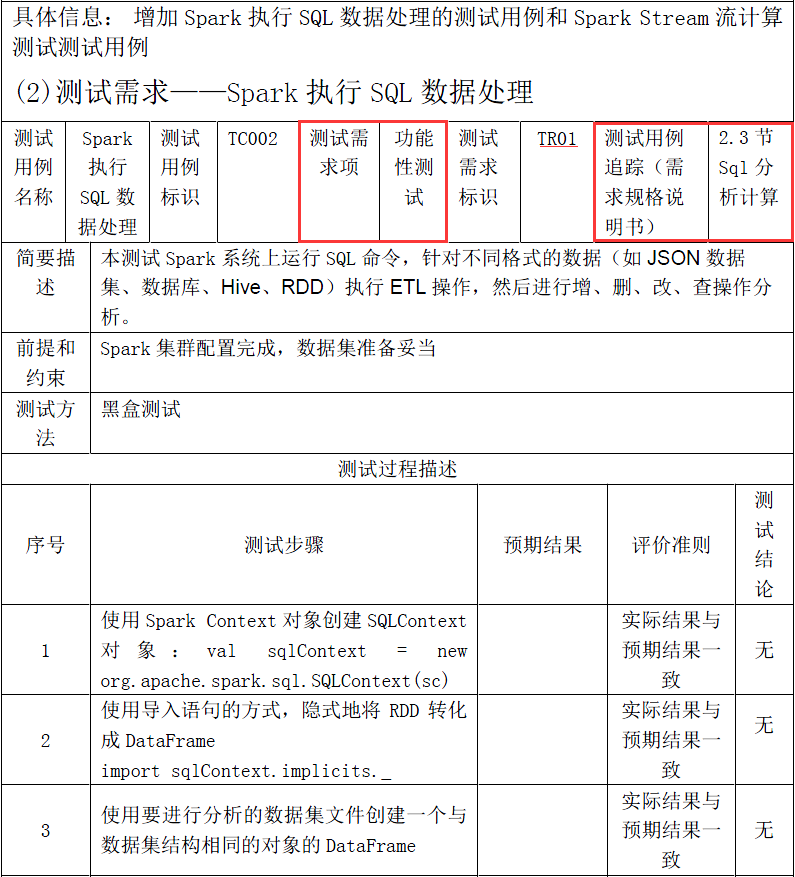 具体信息： 增加 Spark 执行 SQL 数据处理的测试用例和 Spark Stream 流计算
测试测试用例
(2)测试需求——Spark 执行 SQL 数据处理
测试
用例
名称
Spark
执行
SQL 数
据处理
测试
用例
标识
TC002
测试需
求项
功能
性测
试
测试
需求
标识
TR01
测试用例
追踪（需
求规格说
明书）
2.3 节
Sql 分
析计算
简要描
述
本测试 Spark 系统上运行 SQL 命令，针对不同格式的数据（如 JSON 数据
集、数据库、Hive、RDD）执行 ETL 操作，然后进行增、删、改、查操作分
析。
前提和
约束
Spark 集群配置完成，数据集准备妥当
测试方
法
黑盒测试
测试过程描述
序号
测试步骤
预期结果
评价准则
测
试
结
论
1
使用 Spark Context 对象创建 SQLContext
对象：val sqlContext = new
org.apache.spark.sql.SQLContext(sc)
实际结果与
预期结果一
致
无
2
使用导入语句的方式，隐式地将 RDD 转化
成 DataFrame
import sqlContext.implicits._
实际结果与
预期结果一
致
无
3
使用要进行分析的数据集文件创建一个与
数据集结构相同的对象的 DataFrame
实际结果与
预期结果一
致
无